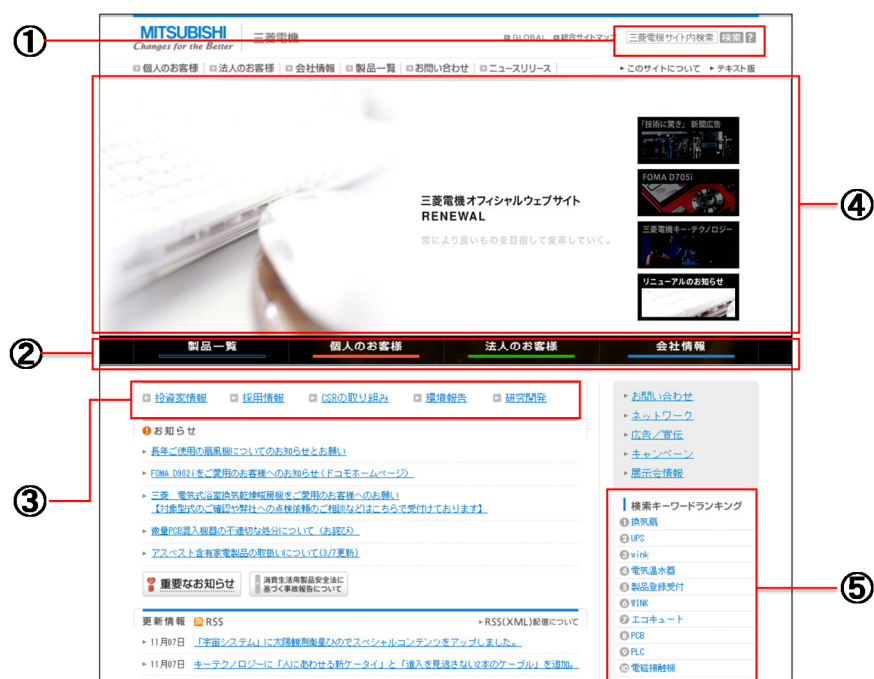 ①
MITSUBISHI
Changes for the Better
三菱電機
GLOBAL 総合サイトマップ 三菱電機サイト内検索 検索 ?
個人のお客様 法人のお客様 会社情報 製品一覧 お問い合わせ ニュースリリース
このサイトについて テキスト版
「技術に驚き」 新聞広告
FOMA D705i
三菱電機オフィシャルウェブサイト
RENEWAL
常により良いものを目指して変革していく。
三菱電機キー・テクノロジー
リニューアルのお知らせ
④
②
製品一覧 個人のお客様 法人のお客様 会社情報
投資家情報 採用情報 CSRの取り組み 環境報告 研究開発
③
お知らせ
長年ご使用の扇風機についてのお知らせとお願い
FOMA D902iをご愛用のお客様へのお知らせ(ドコモホームページ)
三菱 電気式浴室換気乾燥暖房機をご愛用のお客様へのお願い
【対象型式のご確認や弊社への点検依頼のご相談などはこちらで受付けております】
微量PCB混入機器の不適切な処分について(お詫び)
アスベスト含有家電製品の取扱いについて(3/7更新)
重要なお知らせ
消費生活用製品安全法に
基づく事故報告について
更新情報 RSS
RSS(XML)配信について
11月07日 「宇宙システム」に太陽観測衛星ひのでスペシャルコンテンツをアップしました。
11月07日 キーテクノロジーに「人にあわせる新ケータイ」と「進入を見逃さない2本のケーブル」を追加。
お問い合わせ
ネットワーク
広告/宣伝
キャンペーン
展示会情報
検索キーワードランキング
1 換気扇
2 UPS
3 wink
4 電気温水器
5 製品登録受付
6 WINK
7 エコキュート
8 PCB
9 PLC
10 電磁接触機
⑤